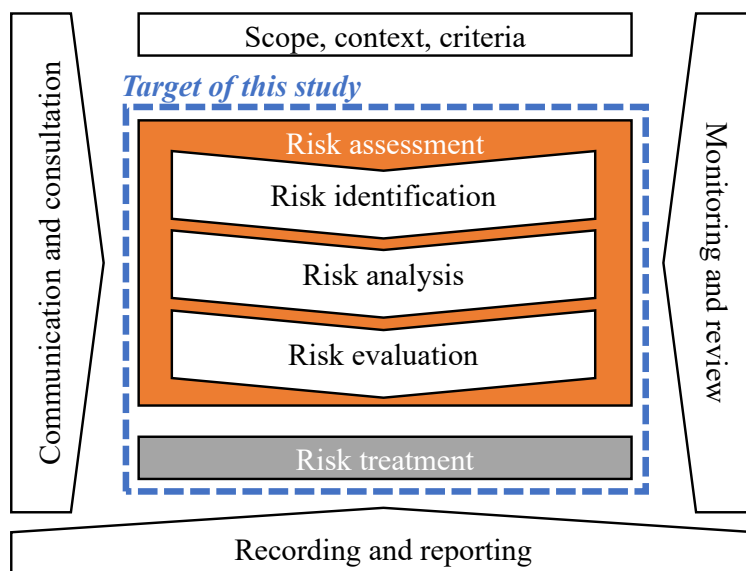 Scope, context, criteria
Target of this study
Communication and consultation
Risk assessment
Risk identification
Risk analysis
Risk evaluation
Risk treatment
Monitoring and review
Recording and reporting